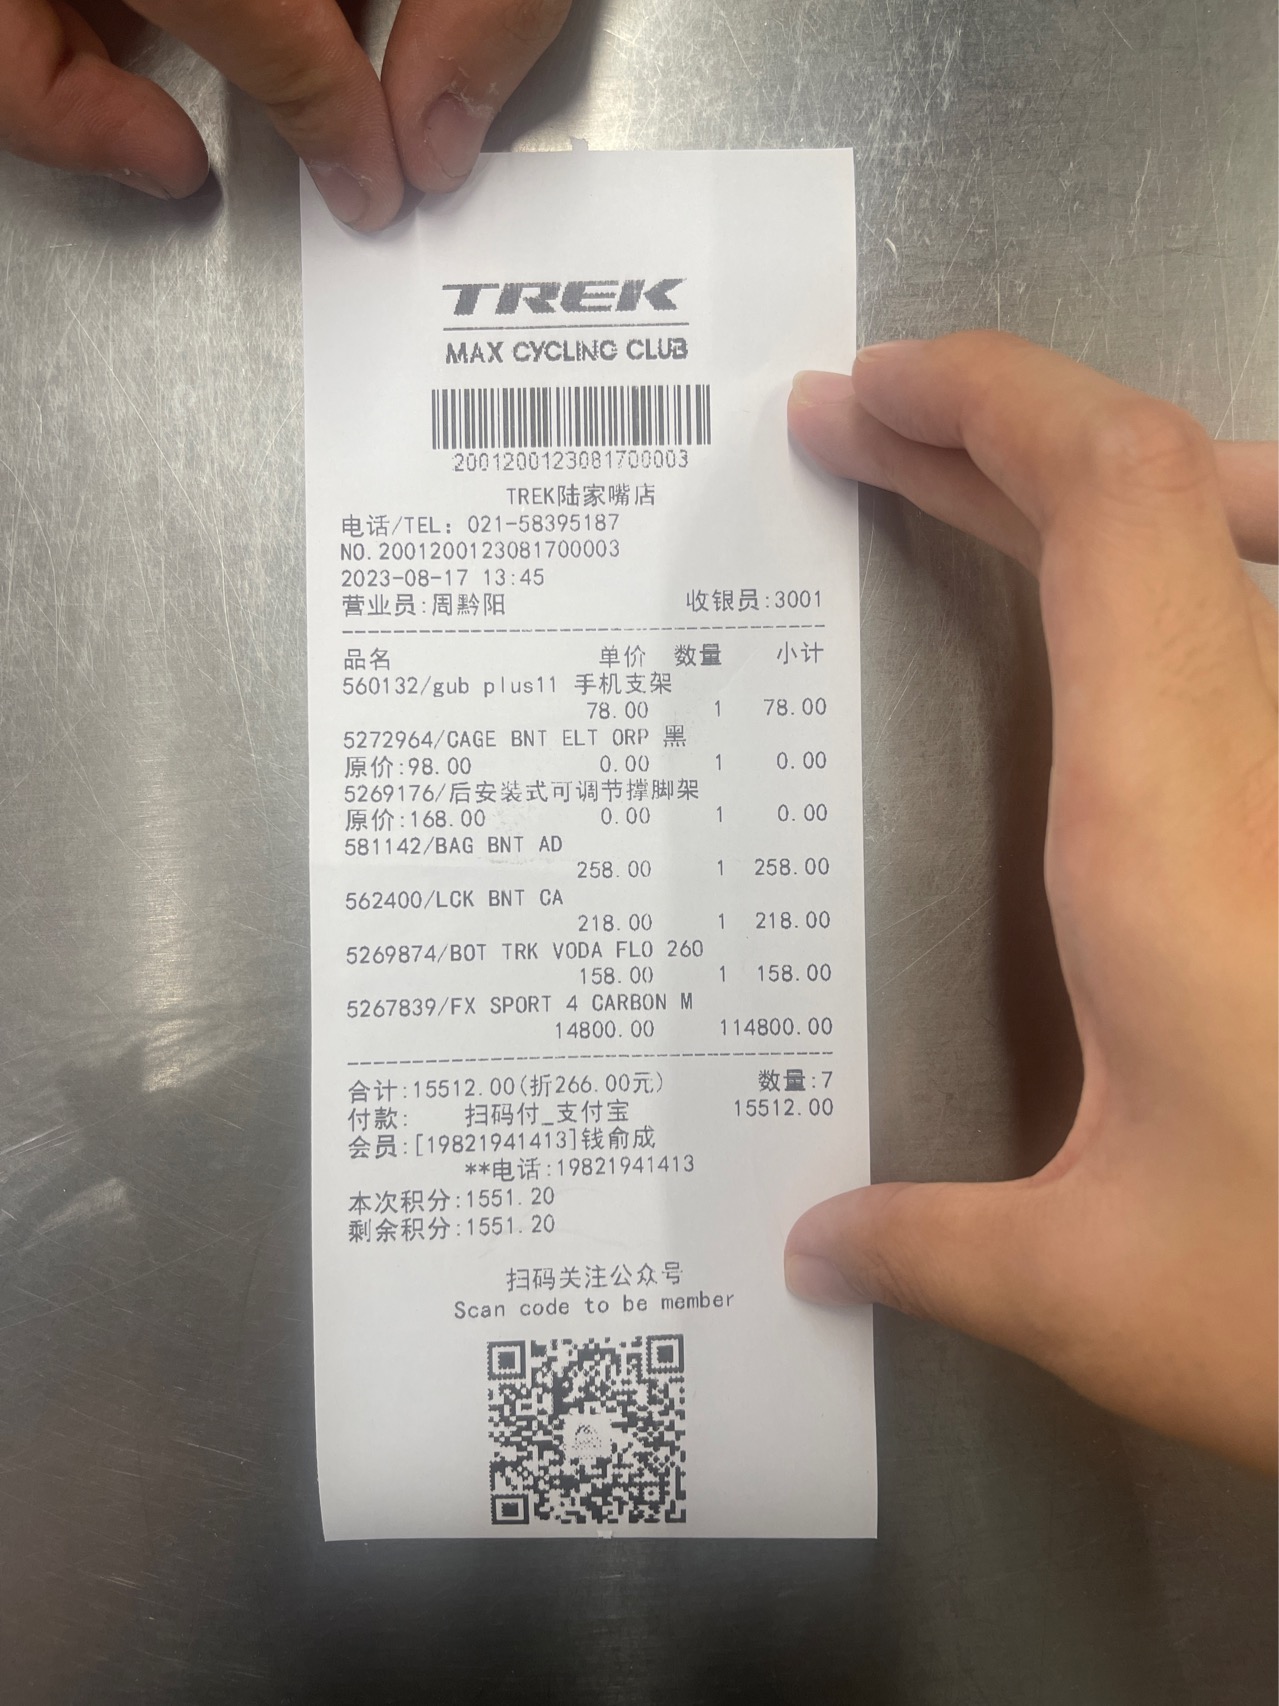 TREK
MAX CYCLING CLUB
2001200123081700003
TREK陆家嘴店
电话/TEL: 021-58395187
NO.2001200123081700003
2023-08-17 13:45
营业员:周黔阳 收银员:3001
品名 单价 数量 小计
560132/gub plus11 手机支架
78.00 1 78.00
5272964/CAGE BNT ELT ORP 黑
原价:98.00 0.00 1 0.00
5269176/后安装式可调节撑脚架
原价:168.00 0.00 1 0.00
581142/BAG BNT AD
258.00 1 258.00
562400/LCK BNT CA
218.00 1 218.00
5269874/BOT TRK VODA FLO 260
158.00 1 158.00
5267839/FX SPORT 4 CARBON M
14800.00 114800.00
合计:15512.00(折266.00元) 数量:7
付款: 扫码付_支付宝 15512.00
会员:[19821941413]钱俞成
**电话:19821941413
本次积分:1551.20
剩余积分:1551.20
扫码关注公众号
Scan code to be member